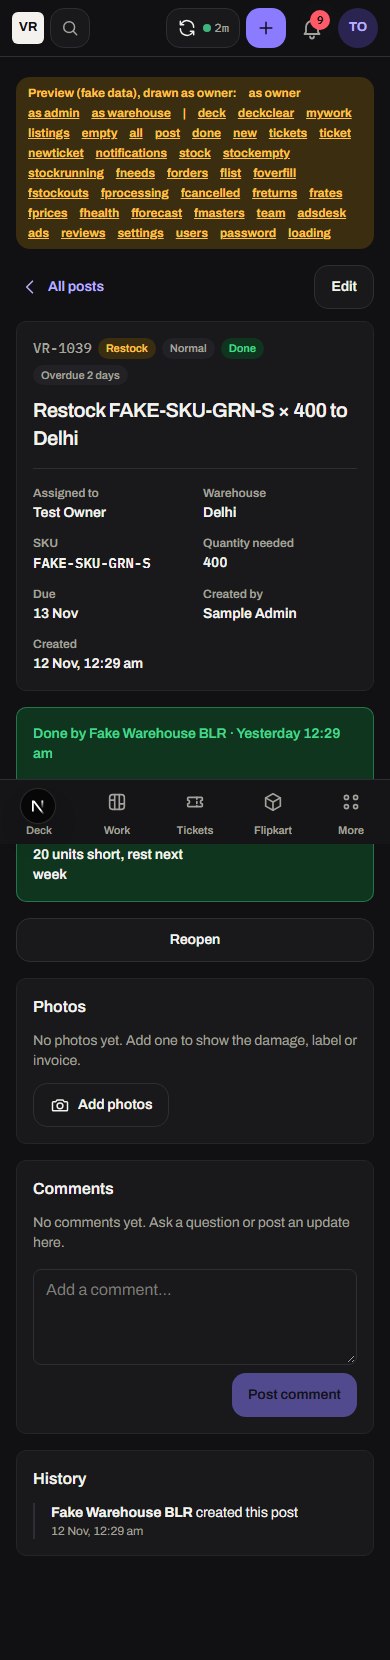 VR
2m
9
TO
Preview (fake data), drawn as owner: as owner
as admin as warehouse | deck deckclear mywork
listings empty all post done new tickets ticket
newticket notifications stock stockempty
stockrunning fneeds forders flist foverfill
fstockouts fprocessing fcancelled freturns frates
fprices fhealth fforecast fmasters team adsdesk
ads reviews settings users password loading
All posts
Edit
VR-1039 Restock Normal Done
Overdue 2 days
Restock FAKE-SKU-GRN-S × 400 to
Delhi
Assigned to Warehouse
Test Owner Delhi
SKU Quantity needed
FAKE-SKU-GRN-S 400
Due Created by
13 Nov Sample Admin
Created
12 Nov, 12:29 am
Done by Fake Warehouse BLR · Yesterday 12:29
am
N
Deck Work Tickets Flipkart More
20 units short, rest next
week
Reopen
Photos
No photos yet. Add one to show the damage, label or
invoice.
Add photos
Comments
No comments yet. Ask a question or post an update
here.
Add a comment...
Post comment
History
Fake Warehouse BLR created this post
12 Nov, 12:29 am